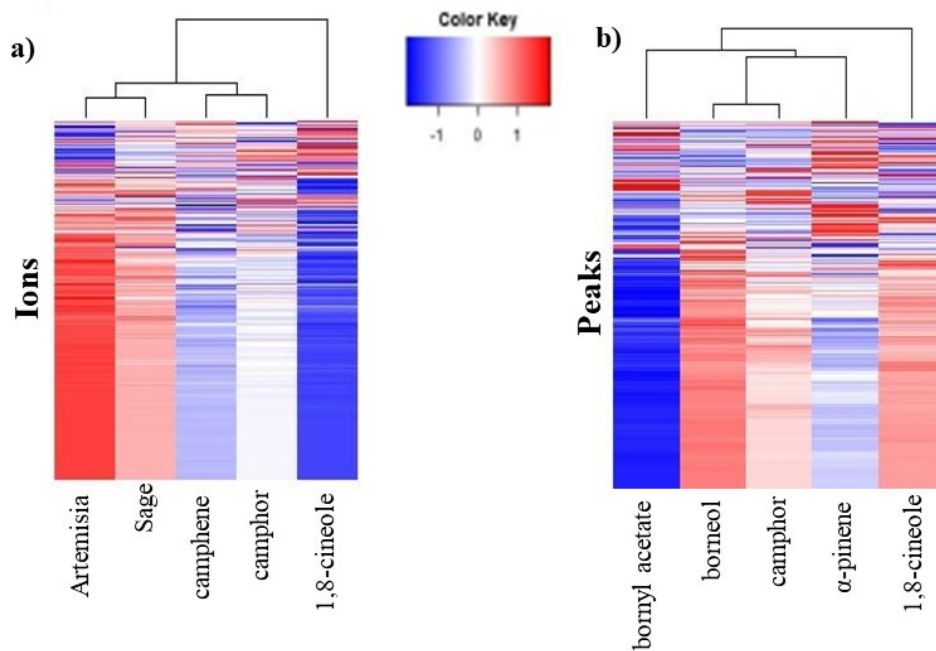 a)
Color Key
-1 0 1
b)
Ions
Peaks
Artemisia
Sage
camphene
camphor
1,8-cineole
bornyl acetate
borneol
camphor
α-pinene
1,8-cineole